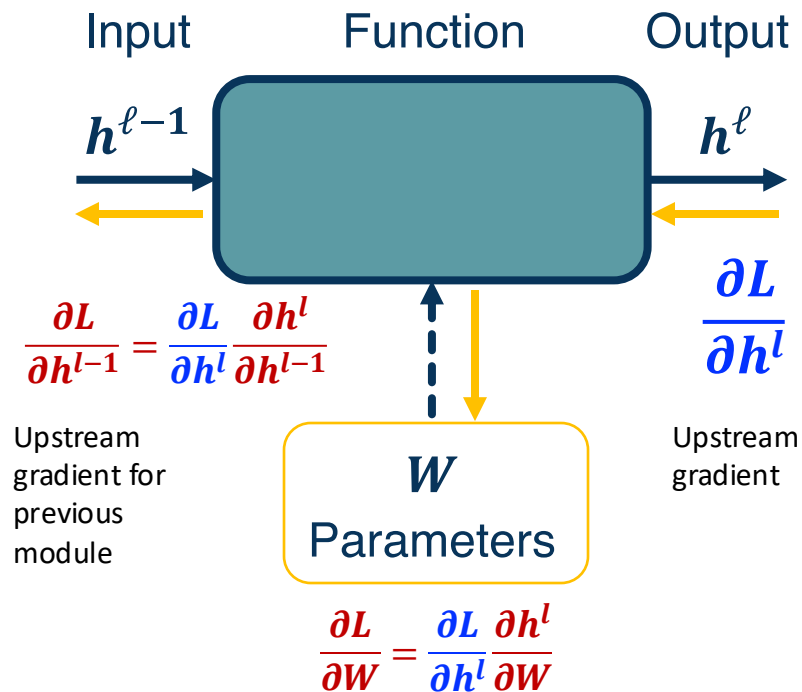 Input Function Output
h^{ℓ−1} h^ℓ
∂L/∂h^{l−1} = ∂L/∂h^l ∂h^l/∂h^{l−1}
∂L/∂h^l
Upstream
gradient for
previous
module
Upstream
gradient
W
Parameters
∂L/∂W = ∂L/∂h^l ∂h^l/∂W